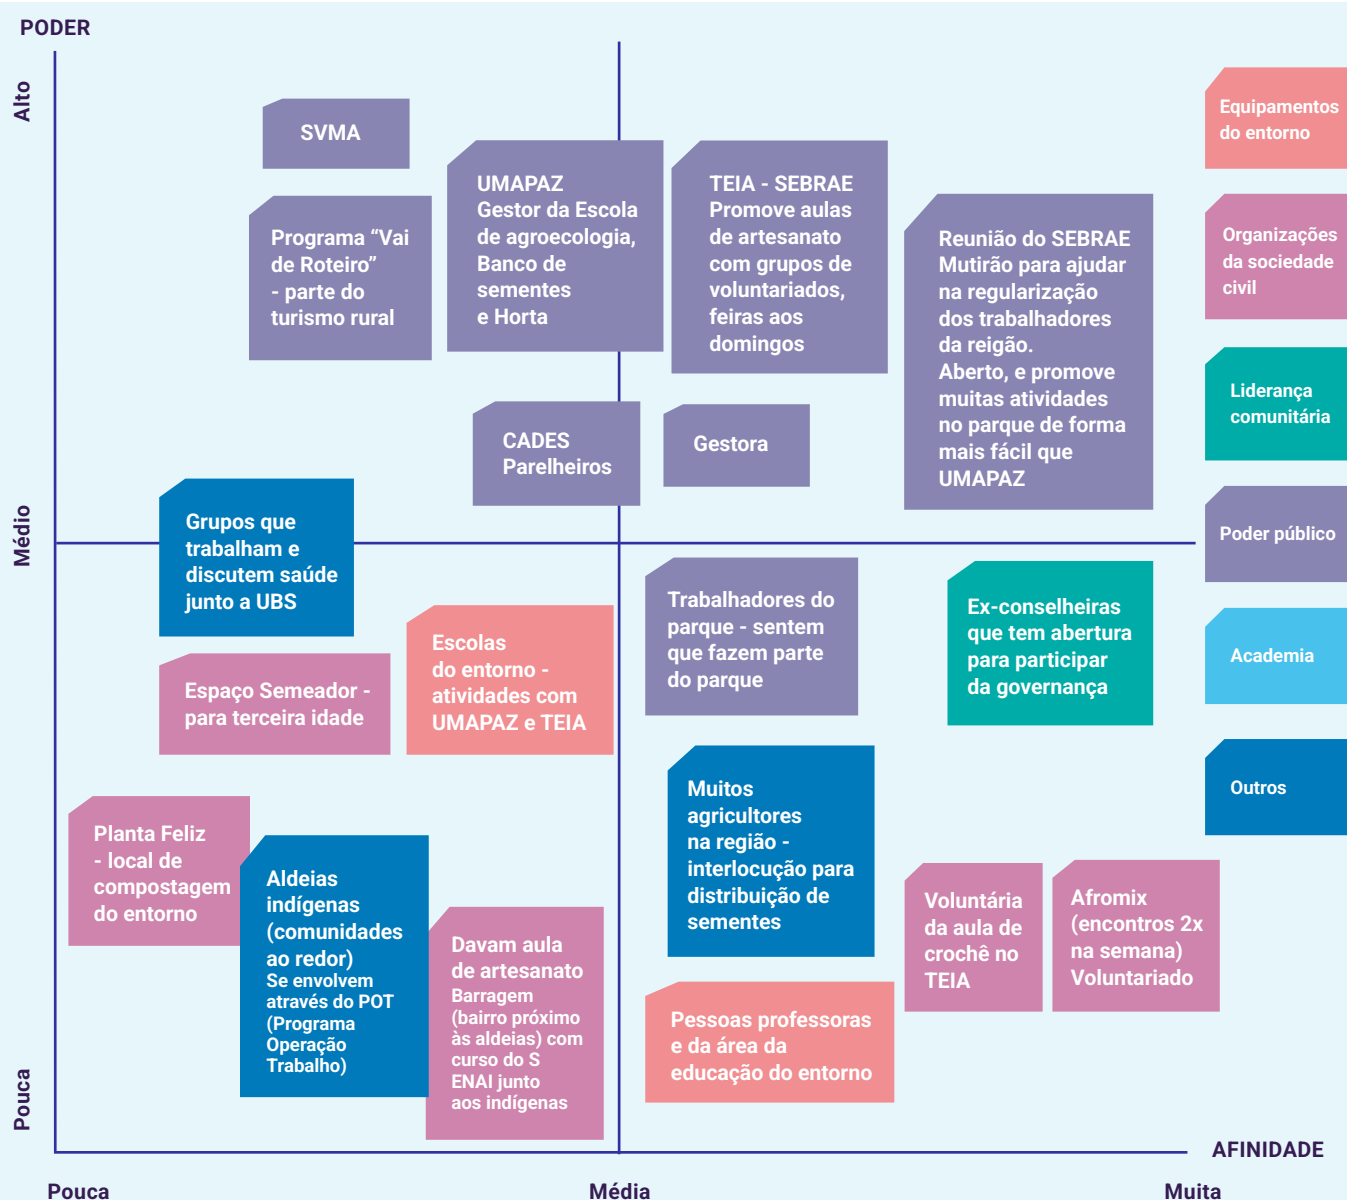 PODER
Alto
SVMA
Programa “Vai
de Roteiro”
- parte do
turismo rural
UMAPAZ
Gestor da Escola
de agroecologia,
Banco de
sementes
e Horta
TEIA - SEBRAE
Promove aulas
de artesanato
com grupos de
voluntariados,
feiras aos
domingos
Reunião do SEBRAE
Mutirão para ajudar
na regularização
dos trabalhadores
da reigão.
Aberto, e promove
muitas atividades
no parque de forma
mais fácil que
UMAPAZ
CADES
Parelheiros
Gestora
Médio
Grupos que
trabalham e
discutem saúde
junto a UBS
Espaço Semeador -
para terceira idade
Escolas
do entorno -
atividades com
UMAPAZ e TEIA
Trabalhadores do
parque - sentem
que fazem parte
do parque
Ex-conselheiras
que tem abertura
para participar
da governança
Planta Feliz
- local de
compostagem
do entorno
Aldeias
indígenas
(comunidades
ao redor)
Se envolvem
através do POT
(Programa
Operação
Trabalho)
Davam aula
de artesanato
Barragem
(bairro próximo
às aldeias) com
curso do S
ENAI junto
aos indígenas
Muitos
agricultores
na região -
interlocução para
distribuição de
sementes
Pessoas professoras
e da área da
educação do entorno
Voluntária
da aula de
crochê no
TEIA
Afromix
(encontros 2x
na semana)
Voluntariado
Equipamentos
do entorno
Organizações
da sociedade
civil
Liderança
comunitária
Poder público
Academia
Outros
Pouca
AFINIDADE
Pouca
Média
Muita